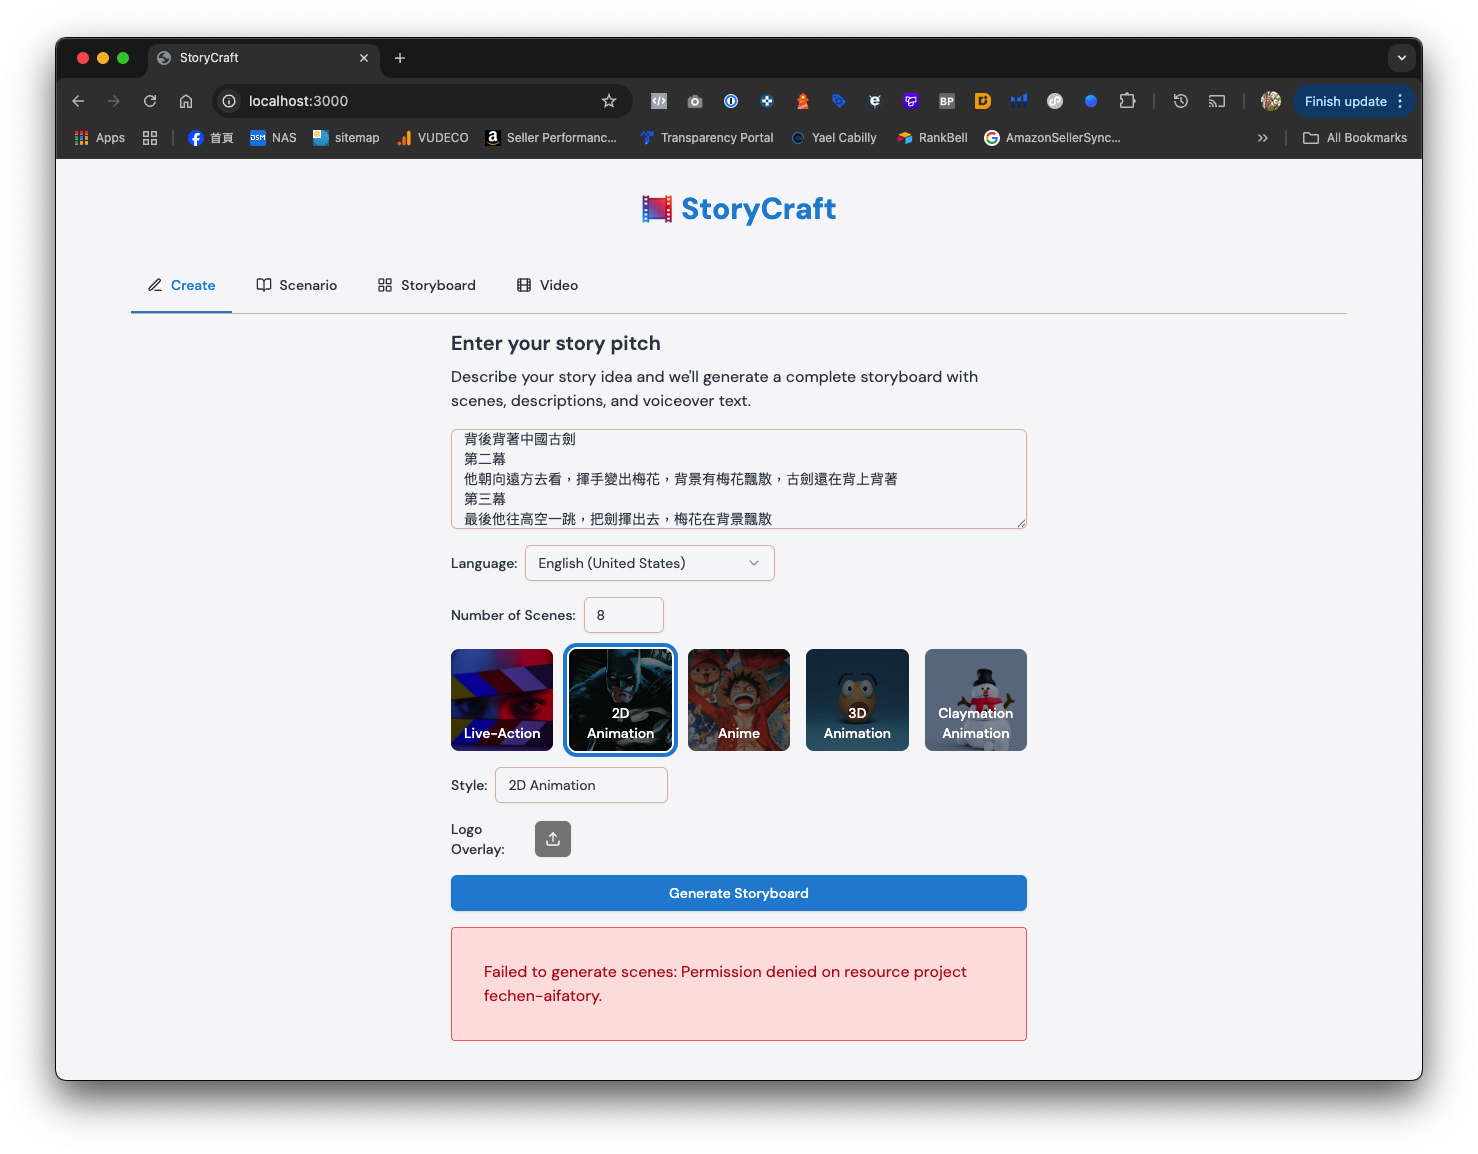 StoryCraft
localhost:3000
Finish update
Apps
首頁
DSM
NAS
sitemap
VUDECO
Seller Performanc...
Transparency Portal
Yael Cabilly
RankBell
AmazonSellerSync...
All Bookmarks
StoryCraft
Create
Scenario
Storyboard
Video
Enter your story pitch
Describe your story idea and we'll generate a complete storyboard with
scenes, descriptions, and voiceover text.
背後背著中國古劍
第二幕
他朝向遠方去看，揮手變出梅花，背景有梅花飄散，古劍還在背上背著
第三幕
最後他往高空一跳，把劍揮出去，梅花在背景飄散
Language:
English (United States)
Number of Scenes:
8
Live-Action
2D
Animation
Anime
3D
Animation
Claymation
Animation
Style:
2D Animation
Logo
Overlay:
Generate Storyboard
Failed to generate scenes: Permission denied on resource project
fechen-aifatory.